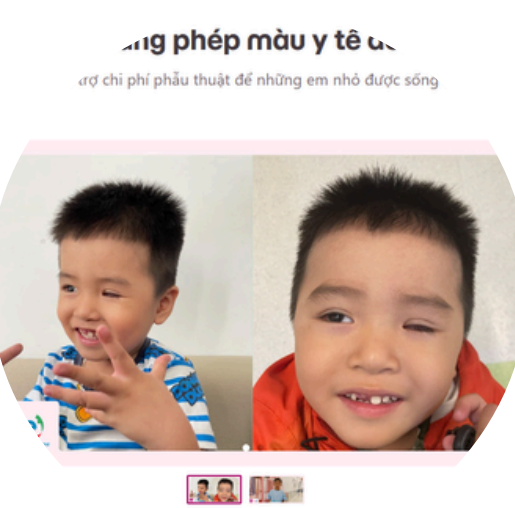 phép màu y tế
chi phí phẫu thuật để những em nhỏ được sống